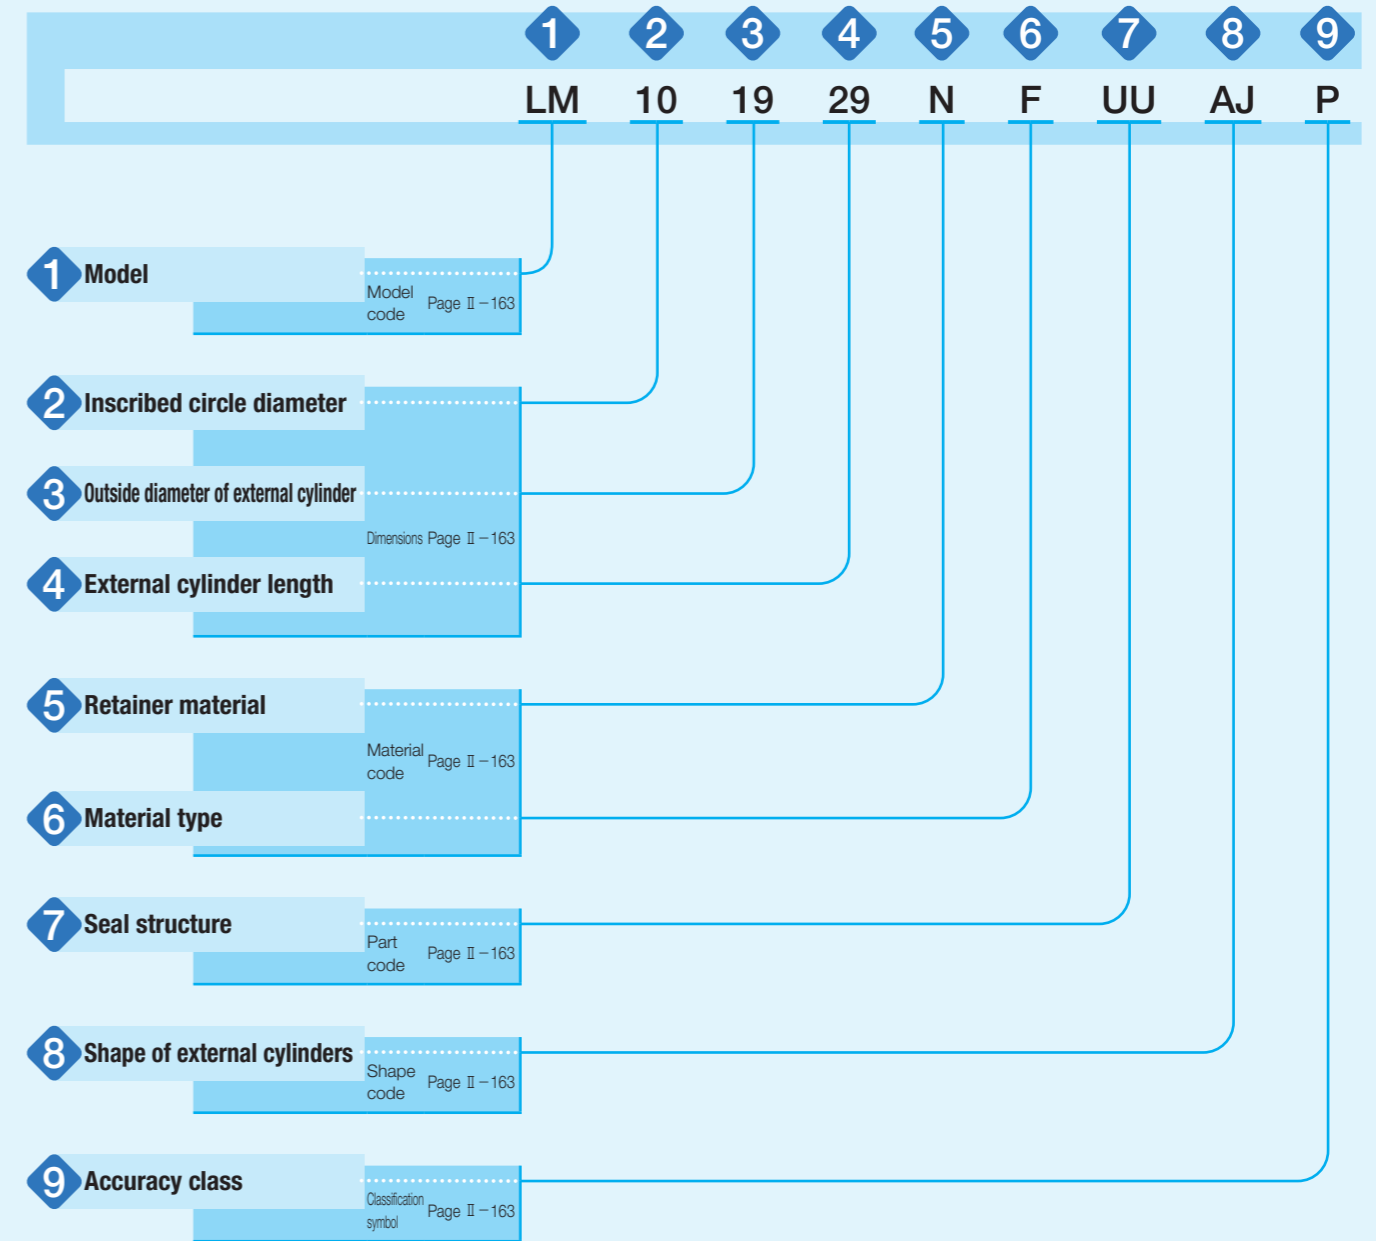 1 2 3 4 5 6 7 8 9
LM 10 19 29 N F UU AJ P
1 Model
Model
code
Page Ⅱ－163
2 Inscribed circle diameter
3 Outside diameter of external cylinder
Dimensions Page Ⅱ－163
4 External cylinder length
5 Retainer material
Material
code
Page Ⅱ－163
6 Material type
7 Seal structure
Part
code
Page Ⅱ－163
8 Shape of external cylinders
Shape
code
Page Ⅱ－163
9 Accuracy class
Classification
symbol
Page Ⅱ－163